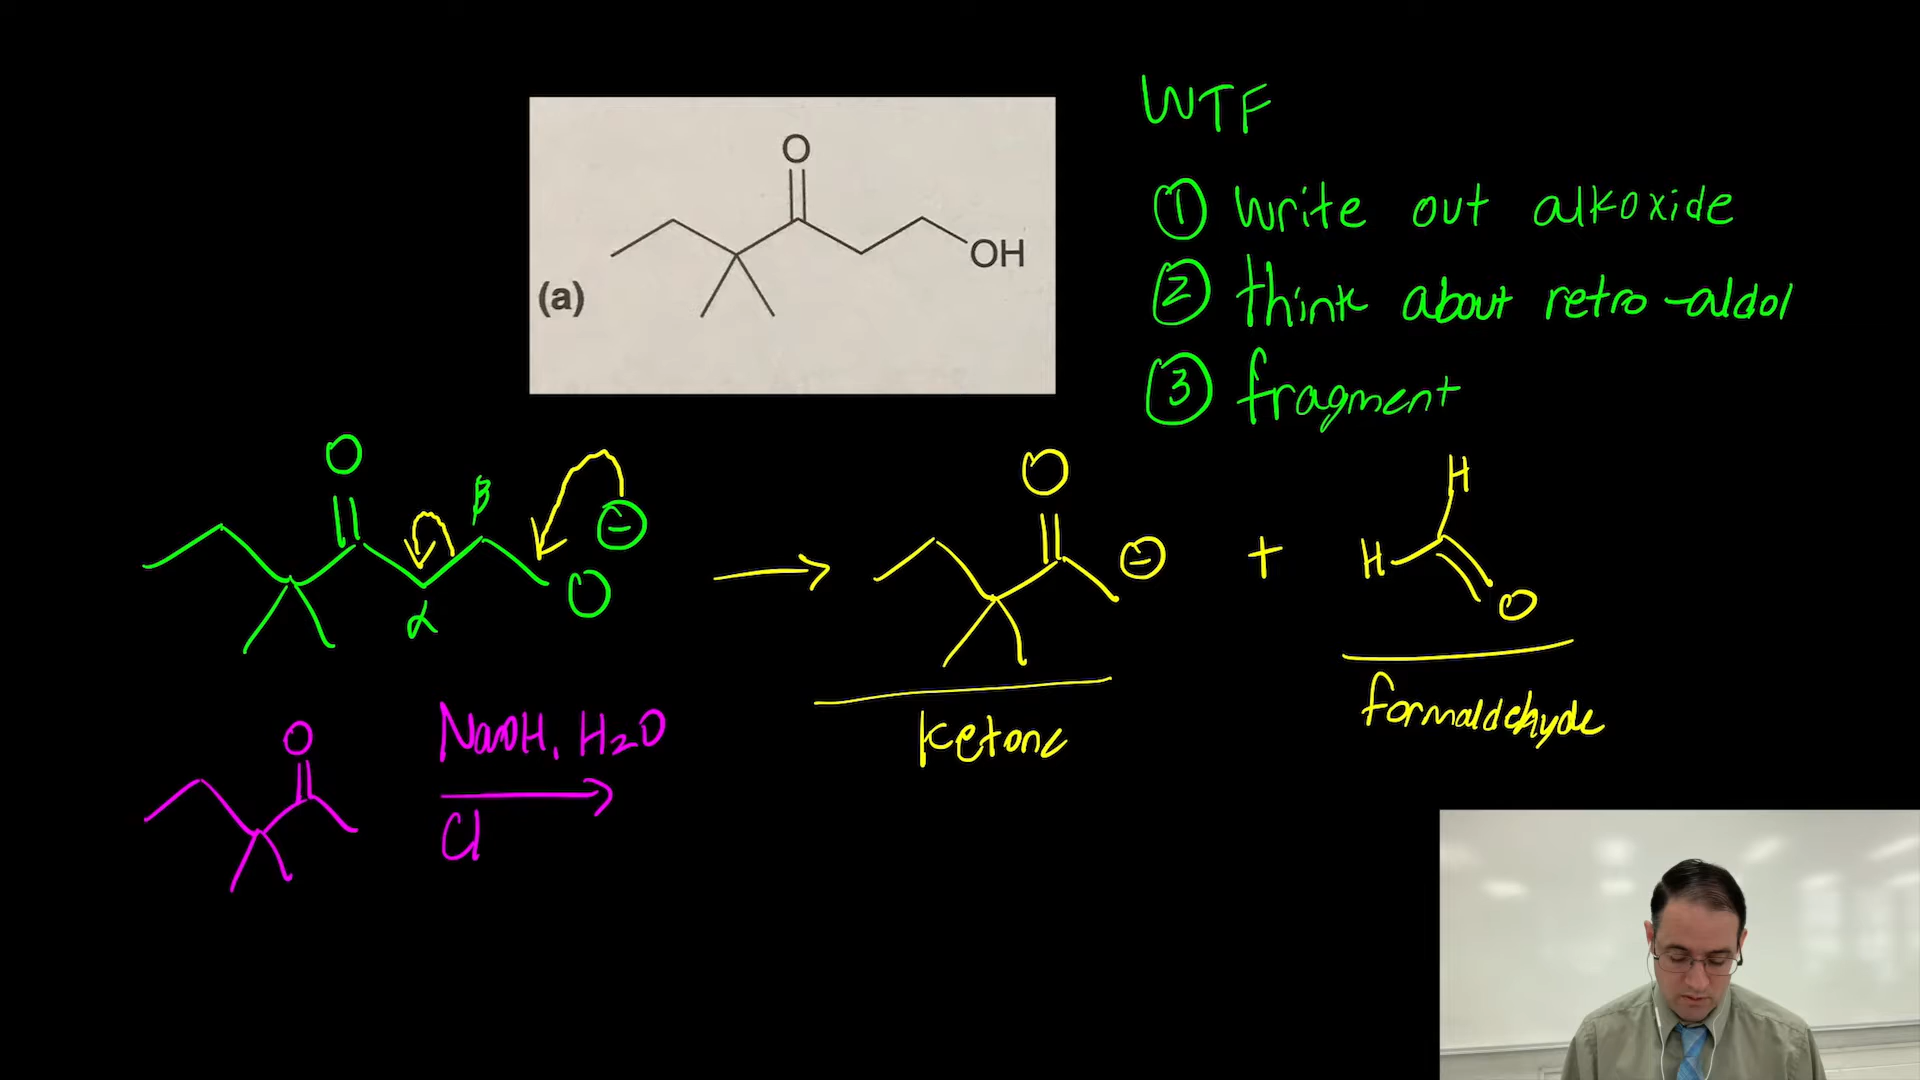 WTF
① Write out alkoxide
② think about retro-aldol
③ fragment
O
OH
(a)
O
β
⊖
α
O
O
⊖
+
H
H
O
ketone
formaldehyde
O
NaOH, H₂O
Cl